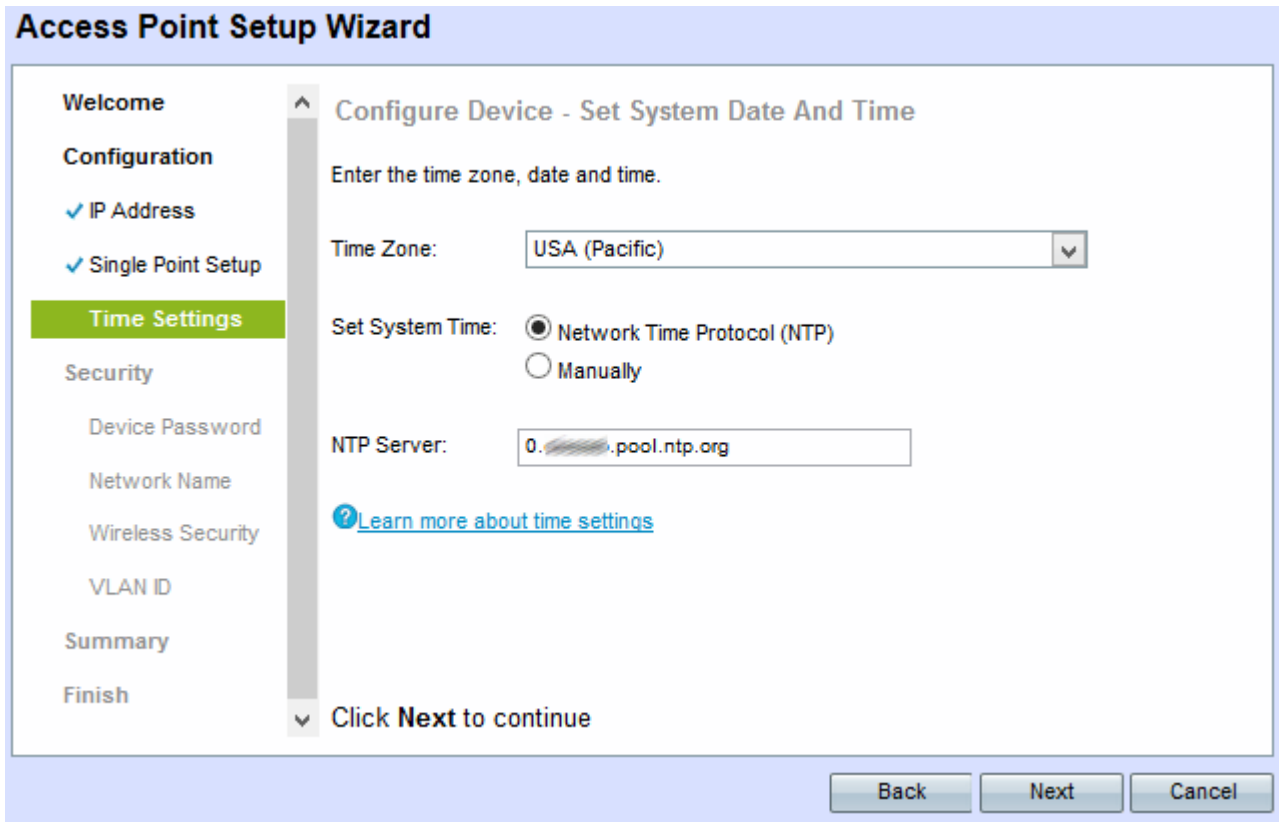 Access Point Setup Wizard
Welcome
Configuration
IP Address
Single Point Setup
Time Settings
Security
Device Password
Network Name
Wireless Security
VLAN ID
Summary
Finish
Configure Device - Set System Date And Time
Enter the time zone, date and time.
Time Zone: USA (Pacific)
Set System Time: Network Time Protocol (NTP)
Manually
NTP Server: 0. .pool.ntp.org
?Learn more about time settings
Click Next to continue
Back Next Cancel